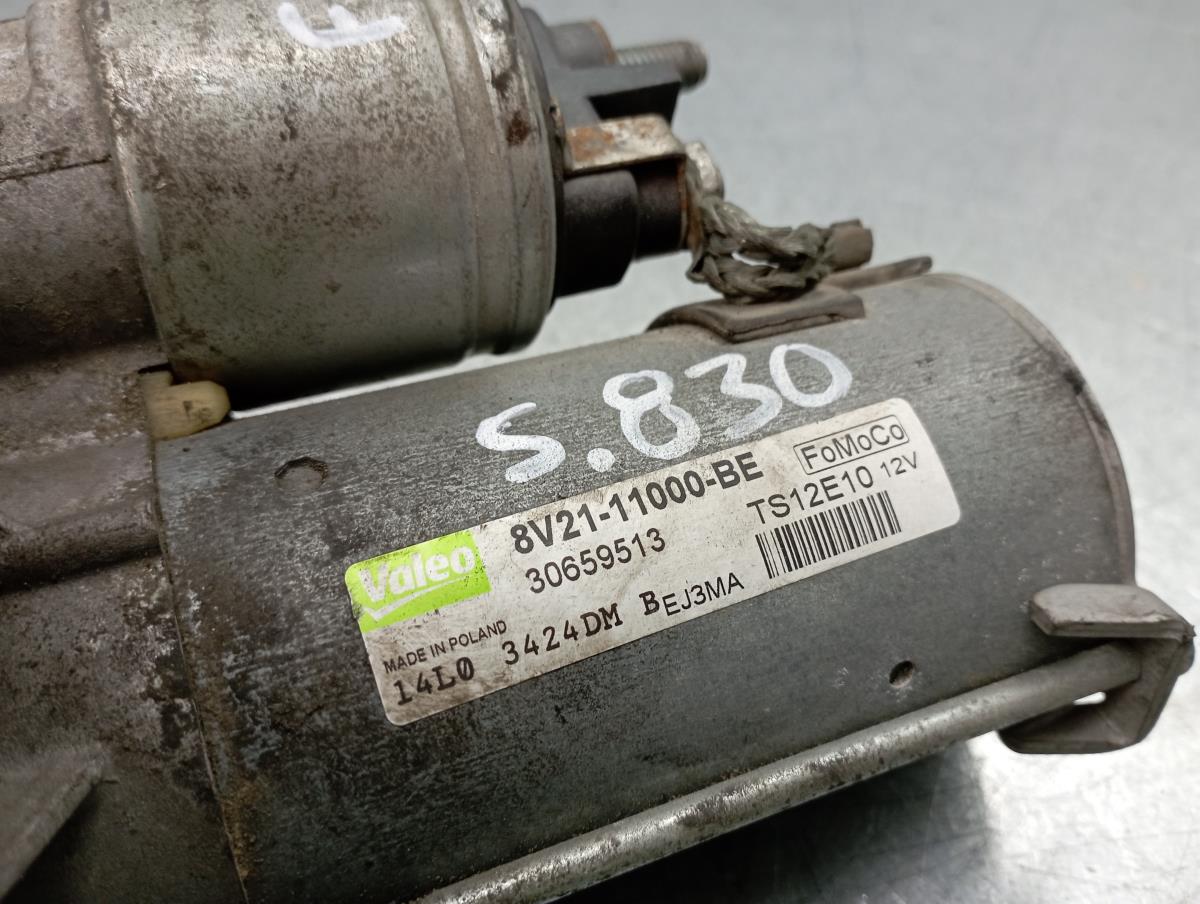 F
S.830
8V21-11000-BE FoMoCo
30659513 TS12E10 12V
Valeo
MADE IN POLAND
14L0 3424DM BEJ3MA